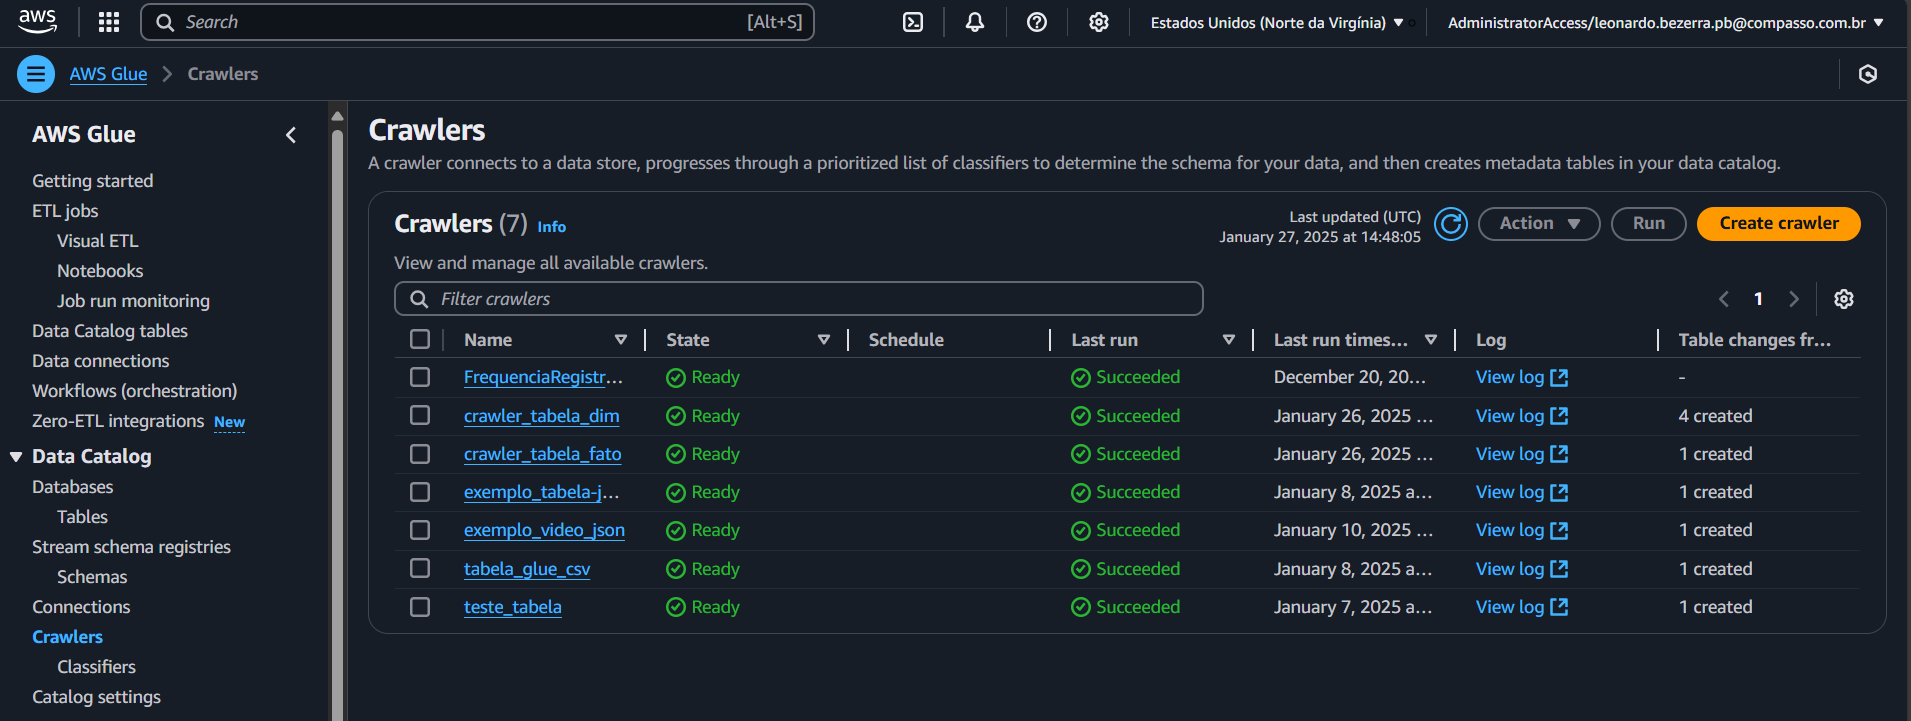 aws
Search [Alt+S]
Estados Unidos (Norte da Virgínia)
AdministratorAccess/leonardo.bezerra.pb@compasso.com.br
AWS Glue
Crawlers
AWS Glue
Getting started
ETL jobs
Visual ETL
Notebooks
Job run monitoring
Data Catalog tables
Data connections
Workflows (orchestration)
Zero-ETL integrations New
Data Catalog
Databases
Tables
Stream schema registries
Schemas
Connections
Crawlers
Classifiers
Catalog settings
Crawlers
A crawler connects to a data store, progresses through a prioritized list of classifiers to determine the schema for your data, and then creates metadata tables in your data catalog.
Crawlers (7) Info
Last updated (UTC)
January 27, 2025 at 14:48:05
Action
Run
Create crawler
View and manage all available crawlers.
Filter crawlers
1
Name State Schedule Last run Last run times... Log Table changes fr...
FrequenciaRegistr... Ready Succeeded December 20, 20... View log -
crawler_tabela_dim Ready Succeeded January 26, 2025 ... View log 4 created
crawler_tabela_fato Ready Succeeded January 26, 2025 ... View log 1 created
exemplo_tabela-j... Ready Succeeded January 8, 2025 a... View log 1 created
exemplo_video_json Ready Succeeded January 10, 2025 ... View log 1 created
tabela_glue_csv Ready Succeeded January 8, 2025 a... View log 1 created
teste_tabela Ready Succeeded January 7, 2025 a... View log 1 created